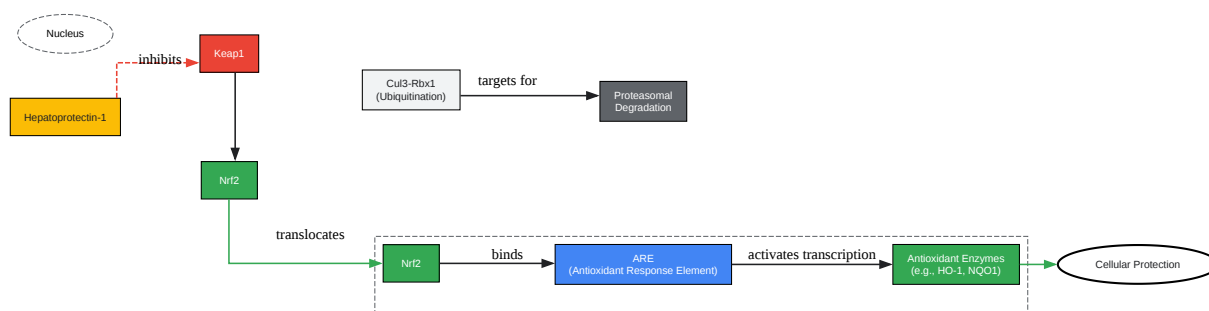 Nucleus
inhibits
Keap1
Hepatoprotectin-1
Cul3-Rbx1
(Ubiquitination)
targets for
Proteasomal
Degradation
Nrf2
translocates
Nrf2
binds
ARE
(Antioxidant Response Element)
activates transcription
Antioxidant Enzymes
(e.g., HO-1, NQO1)
Cellular Protection